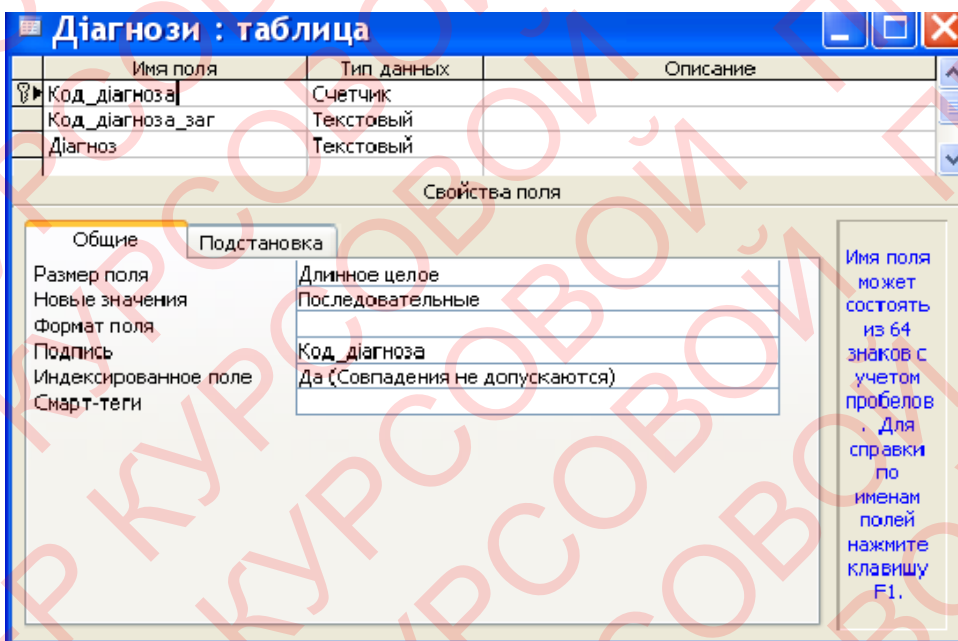 Діагнози : таблица
Имя поля Тип данных Описание
Код_діагноза Счетчик
Код_діагноза_заг Текстовый
Діагноз Текстовый
Свойства поля
Общие Подстановка
Размер поля Длинное целое
Новые значения Последовательные
Формат поля
Подпись Код_діагноза
Индексированное поле Да (Совпадения не допускаются)
Смарт-теги
Имя поля
может
состоять
из 64
знаков с
учетом
пробелов
. Для
справки
по
именам
полей
нажмите
клавишу
F1.
КУРСОВОЙ
КУРСОВОЙ
КУРСОВОЙ